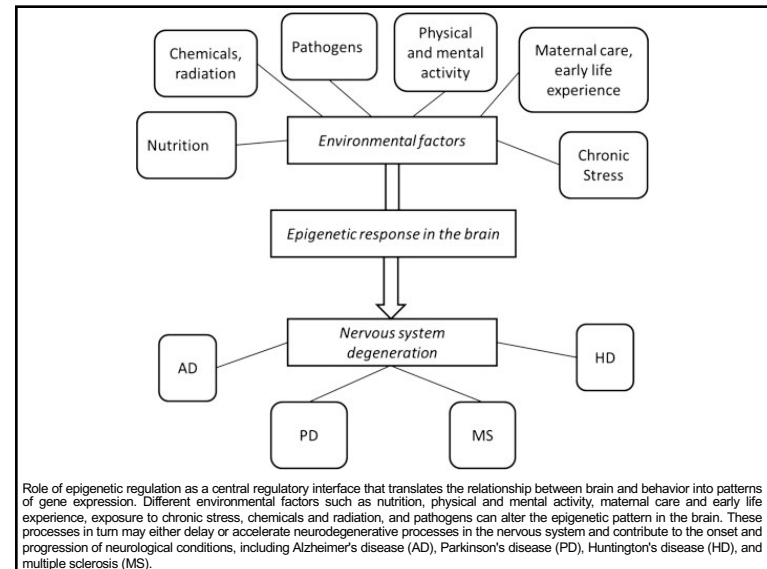 Chemicals,
radiation
Pathogens
Physical
and mental
activity
Maternal care,
early life
experience
Nutrition
Environmental factors
Chronic
Stress
Epigenetic response in the brain
Nervous system
degeneration
AD
HD
PD
MS
Role of epigenetic regulation as a central regulatory interface that translates the relationship between brain and behavior into patterns
of gene expression. Different environmental factors such as nutrition, physical and mental activity, maternal care and early life
experience, exposure to chronic stress, chemicals and radiation, and pathogens can alter the epigenetic pattern in the brain. These
processes in turn may either delay or accelerate neurodegenerative processes in the nervous system and contribute to the onset and
progression of neurological conditions, including Alzheimer's disease (AD), Parkinson's disease (PD), Huntington's disease (HD), and
multiple sclerosis (MS).